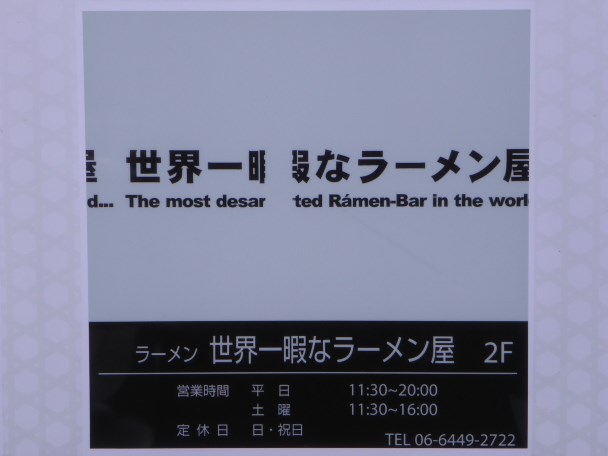 屋 世界一暇なラーメン屋
d... The most desar ted Rámen-Bar in the worl
ラーメン 世界一暇なラーメン屋 2F
営業時間 平日 11:30~20:00
土曜 11:30~16:00
定休日 日・祝日
TEL 06-6449-2722